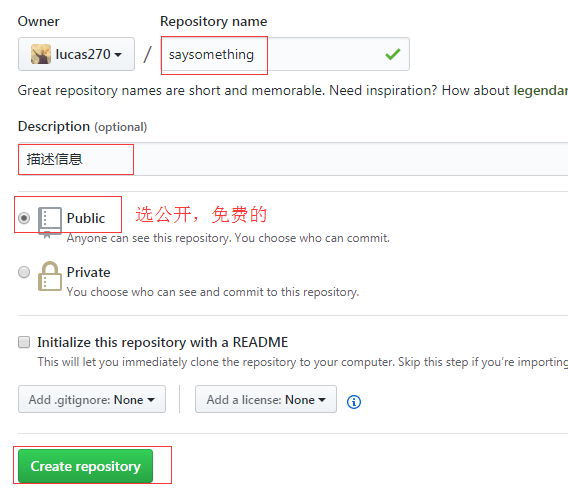 Owner Repository name
lucas270 / saysomething
Great repository names are short and memorable. Need inspiration? How about legendar
Description (optional)
描述信息
Public 选公开，免费的
Anyone can see this repository. You choose who can commit.
Private
You choose who can see and commit to this repository.
Initialize this repository with a README
This will let you immediately clone the repository to your computer. Skip this step if you're importing
Add .gitignore: None Add a license: None
Create repository